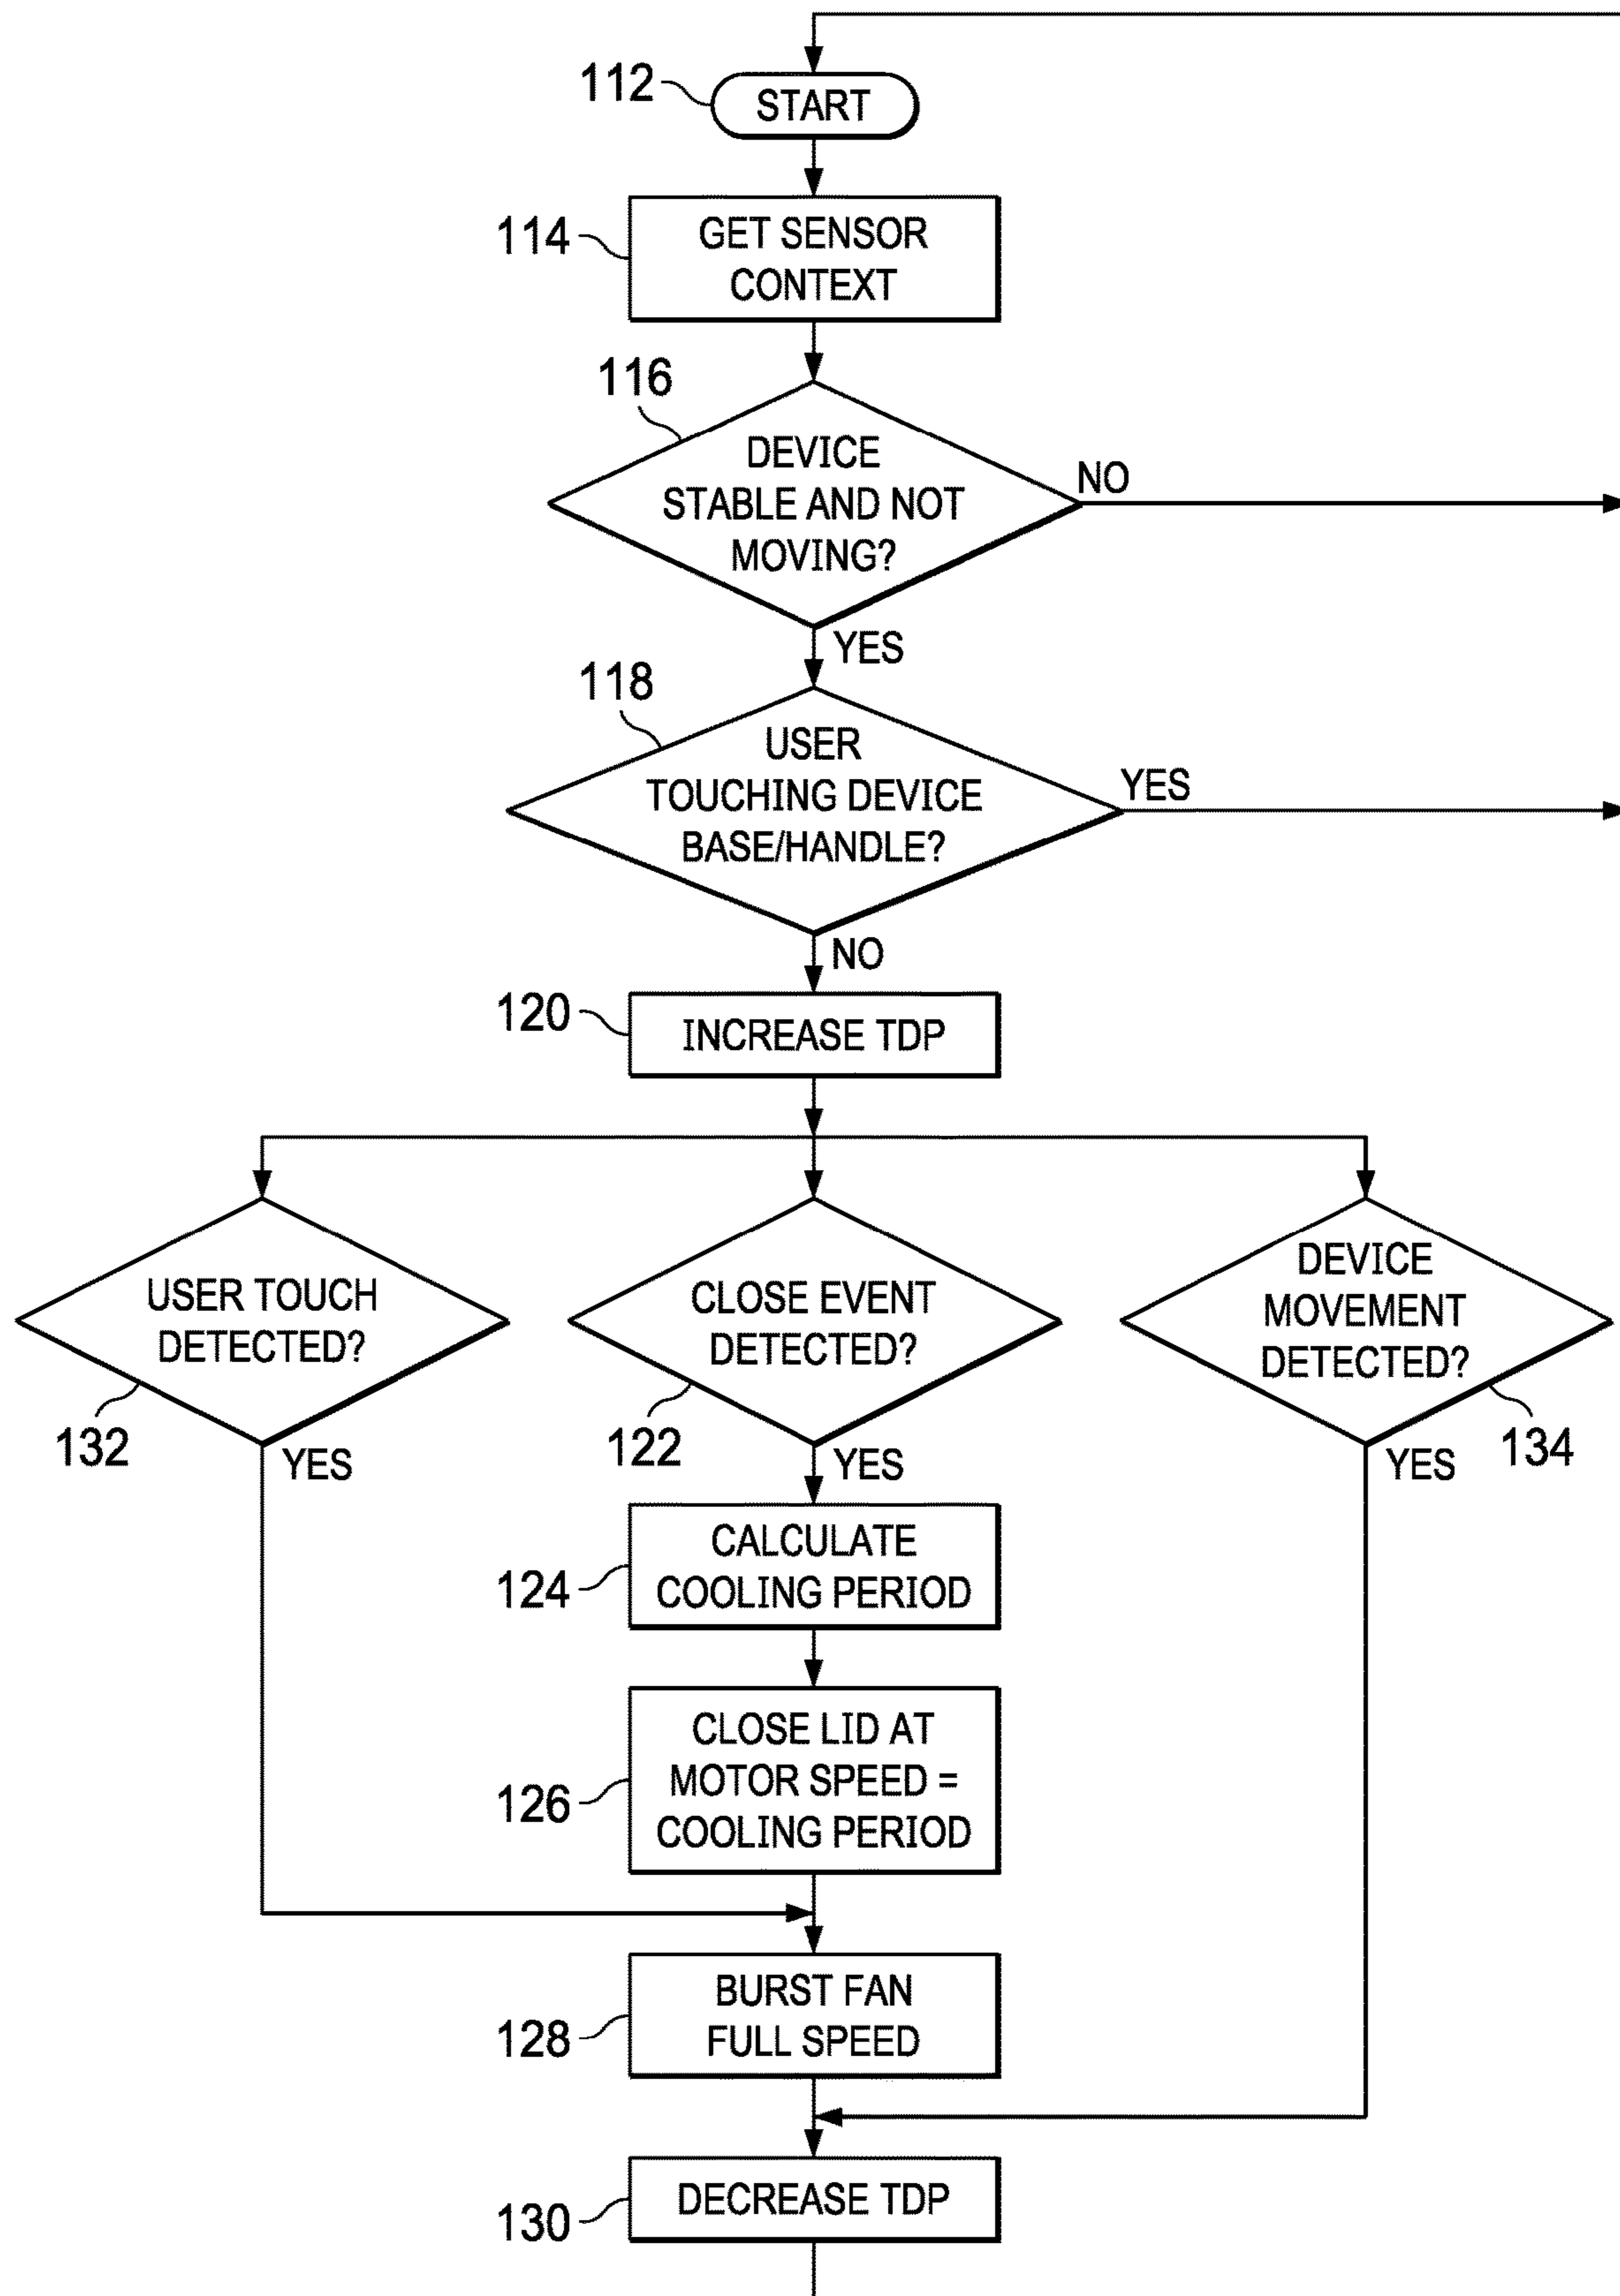 112
START
114
GET SENSOR
CONTEXT
116
DEVICE
STABLE AND NOT
MOVING?
NO
YES
118
USER
TOUCHING DEVICE
BASE/HANDLE?
YES
NO
120
INCREASE TDP
USER TOUCH
DETECTED?
132
YES
CLOSE EVENT
DETECTED?
122
YES
DEVICE
MOVEMENT
DETECTED?
134
YES
124
CALCULATE
COOLING PERIOD
126
CLOSE LID AT
MOTOR SPEED =
COOLING PERIOD
128
BURST FAN
FULL SPEED
130
DECREASE TDP